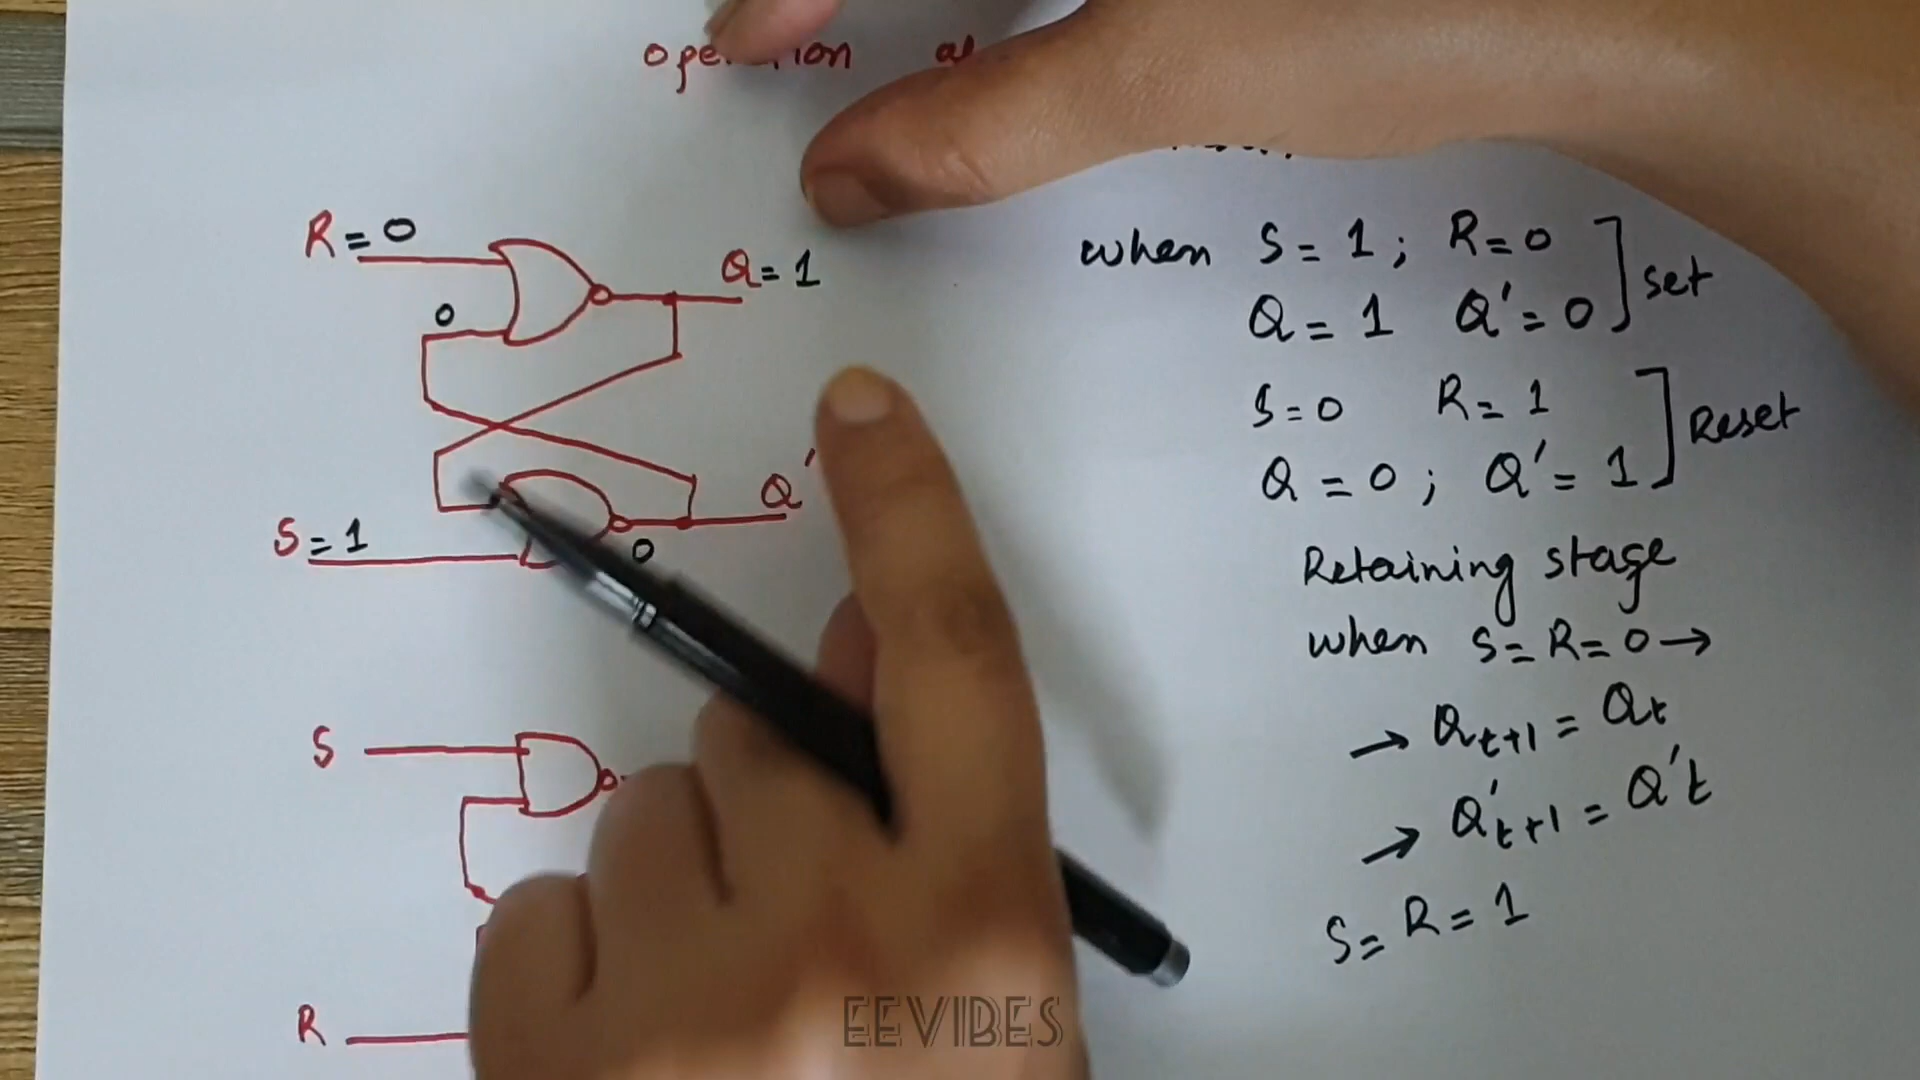 R = 0
0
Q = 1
Q'
S = 1
0
S
R
when S = 1 ; R = 0
Q = 1 Q' = 0 ] set
S = 0 R = 1
Q = 0 ; Q' = 1 ] Reset
Retaining stage
when S = R = 0 →
→ Qt+1 = Qt
→ Q't+1 = Q't
S = R = 1
EEVIBES